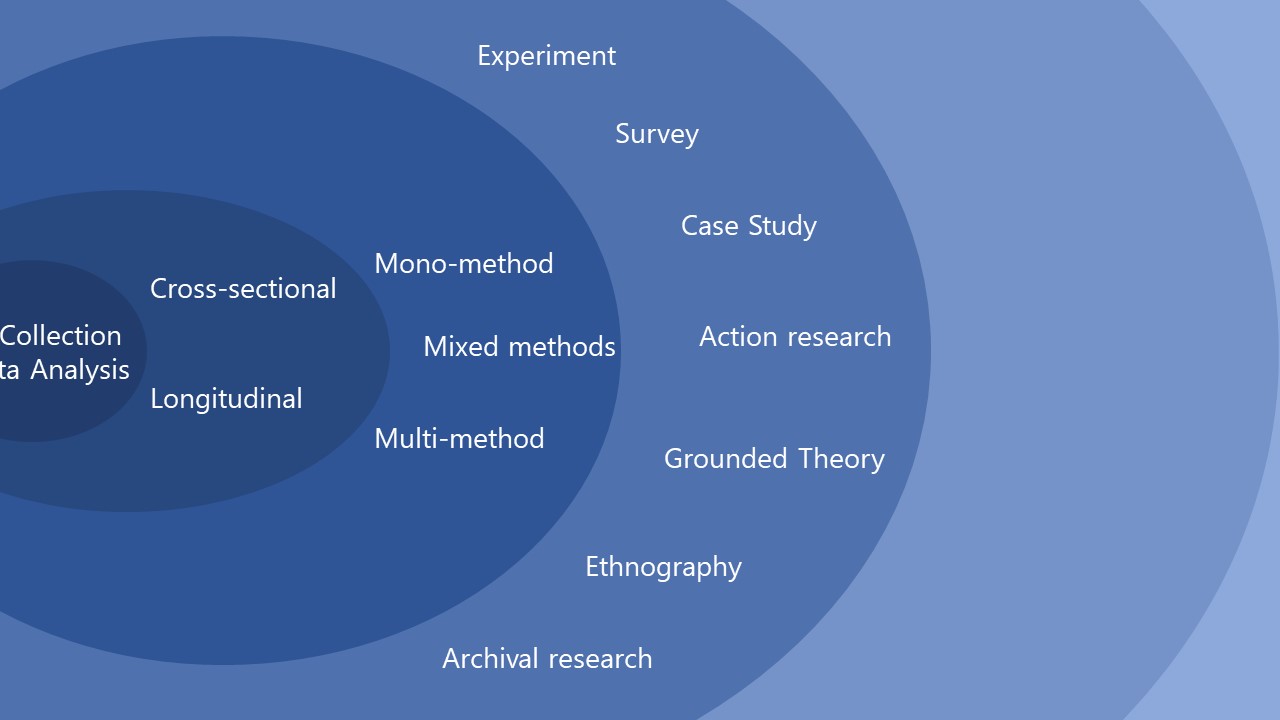 Experiment
Survey
Case Study
Mono-method
Cross-sectional
Collection
Mixed methods
Action research
ta Analysis
Longitudinal
Multi-method
Grounded Theory
Ethnography
Archival research